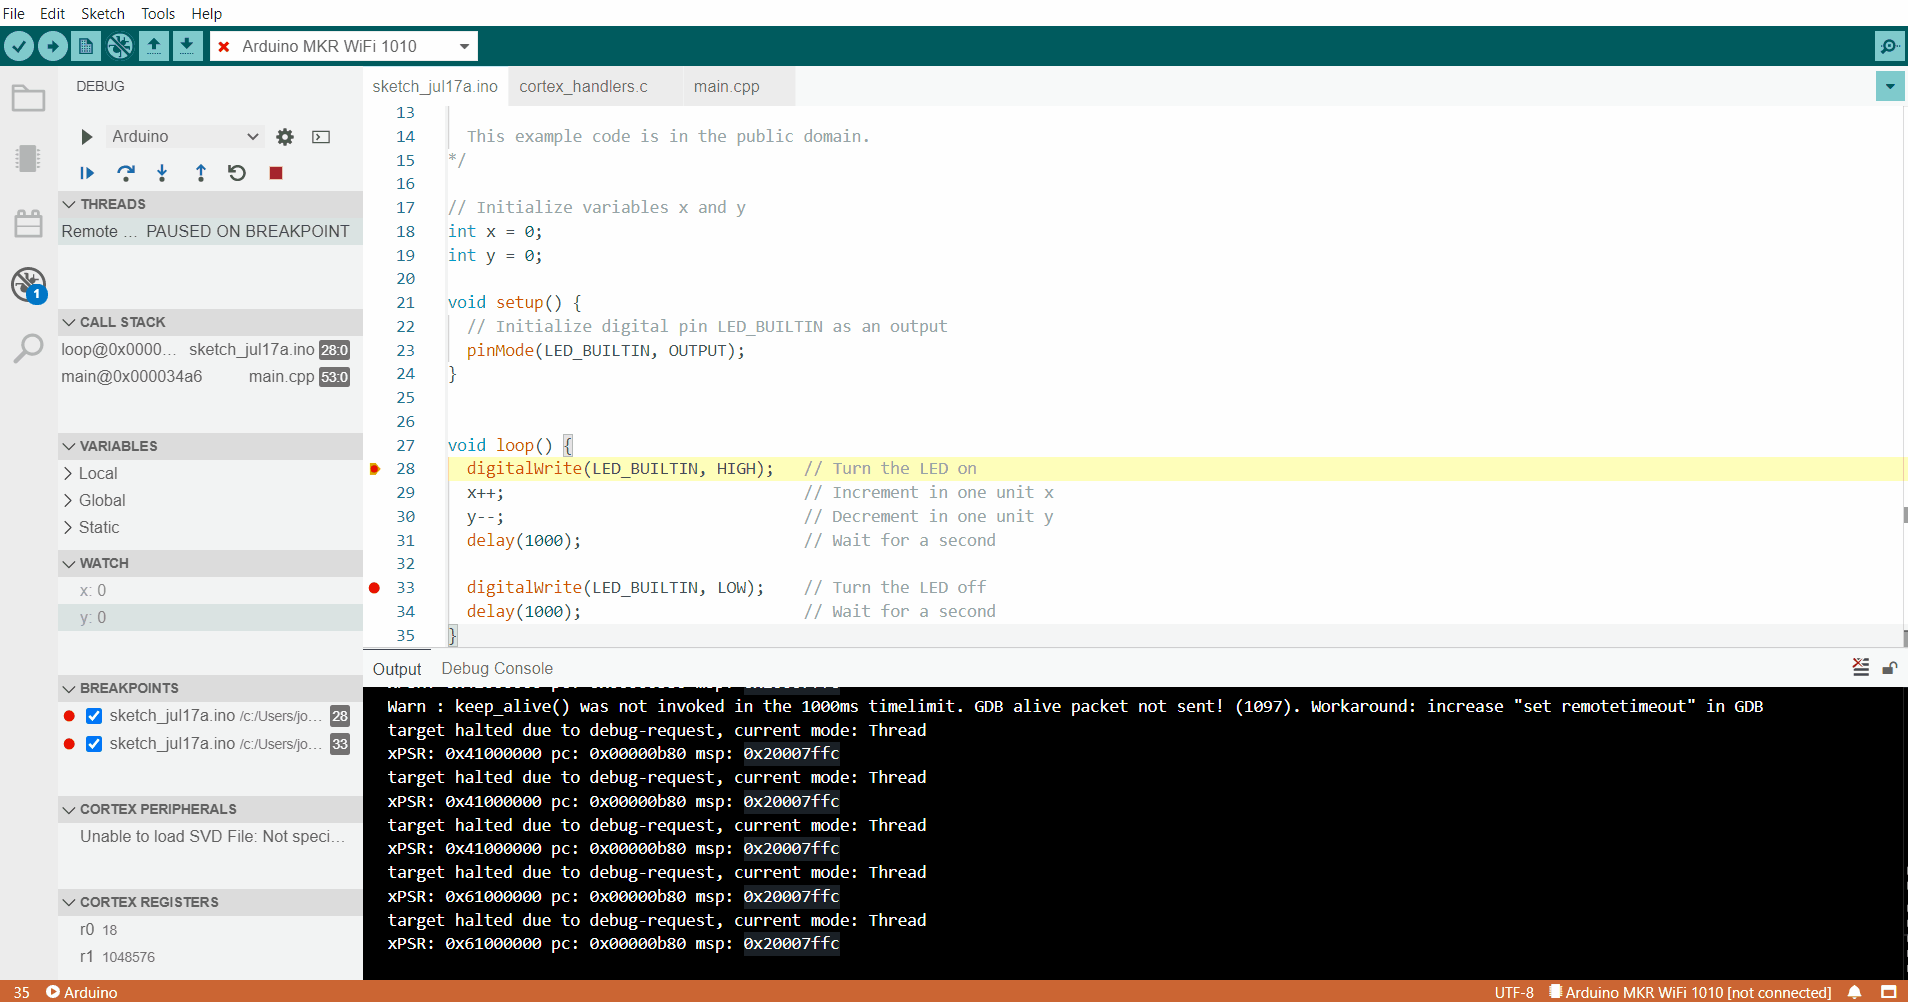 File Edit Sketch Tools Help
Arduino MKR WiFi 1010
DEBUG
Arduino
THREADS
Remote ... PAUSED ON BREAKPOINT
CALL STACK
loop@0x0000... sketch_jul17a.ino 28:0
main@0x000034a6 main.cpp 53:0
VARIABLES
Local
Global
Static
WATCH
x: 0
y: 0
BREAKPOINTS
sketch_jul17a.ino /c:/Users/jo... 28
sketch_jul17a.ino /c:/Users/jo... 33
CORTEX PERIPHERALS
Unable to load SVD File: Not speci...
CORTEX REGISTERS
r0 18
r1 1048576
1
sketch_jul17a.ino cortex_handlers.c main.cpp
13
14 This example code is in the public domain.
15 */
16
17 // Initialize variables x and y
18 int x = 0;
19 int y = 0;
20
21 void setup() {
22 // Initialize digital pin LED_BUILTIN as an output
23 pinMode(LED_BUILTIN, OUTPUT);
24 }
25
26
27 void loop() {
28 digitalWrite(LED_BUILTIN, HIGH); // Turn the LED on
29 x++; // Increment in one unit x
30 y--; // Decrement in one unit y
31 delay(1000); // Wait for a second
32
33 digitalWrite(LED_BUILTIN, LOW); // Turn the LED off
34 delay(1000); // Wait for a second
35 }
Output Debug Console
Warn : keep_alive() was not invoked in the 1000ms timelimit. GDB alive packet not sent! (1097). Workaround: increase "set remotetimeout" in GDB
target halted due to debug-request, current mode: Thread
xPSR: 0x41000000 pc: 0x00000b80 msp: 0x20007ffc
target halted due to debug-request, current mode: Thread
xPSR: 0x41000000 pc: 0x00000b80 msp: 0x20007ffc
target halted due to debug-request, current mode: Thread
xPSR: 0x41000000 pc: 0x00000b80 msp: 0x20007ffc
target halted due to debug-request, current mode: Thread
xPSR: 0x61000000 pc: 0x00000b80 msp: 0x20007ffc
target halted due to debug-request, current mode: Thread
xPSR: 0x61000000 pc: 0x00000b80 msp: 0x20007ffc
35 Arduino UTF-8 Arduino MKR WiFi 1010 [not connected]